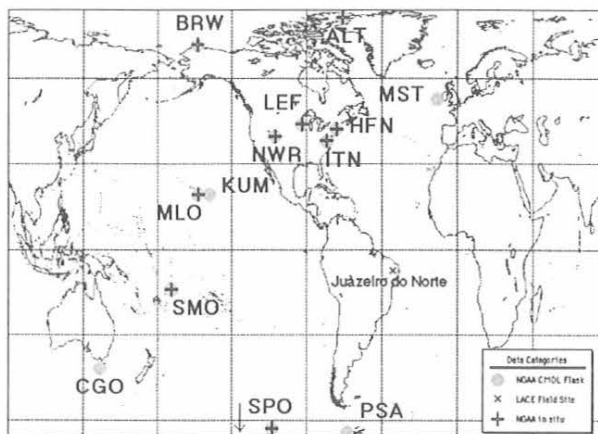 BRW
ALT
MST
LEF
HFN
NWR
ITN
KUM
MLO
Juazeiro do Norte
SMO
CGO
SPO
PSA
Data Categories
NOAA CMDL Flask
LACE Field Site
NOAA in situ